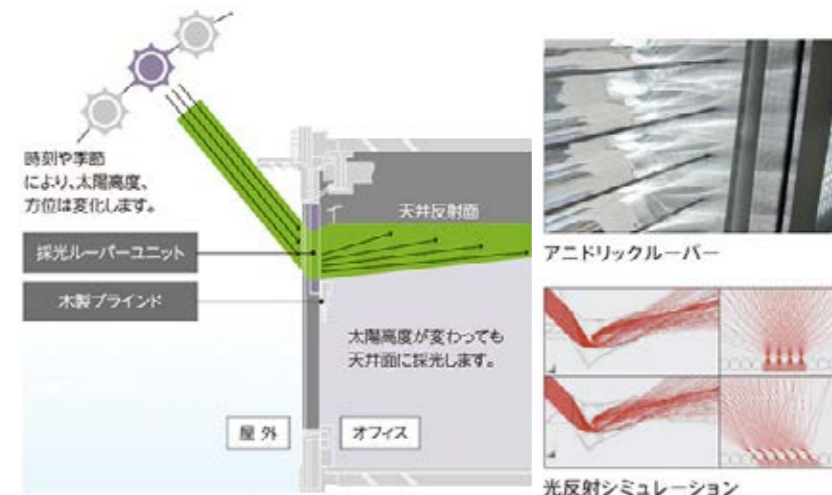 時刻や季節
により、太陽高度、
方位は変化します。
採光ルーバーユニット
木製ブラインド
天井反射面
太陽高度が変わっても
天井面に採光します。
屋外
オフィス
アニドリックルーバー
光反射シミュレーション